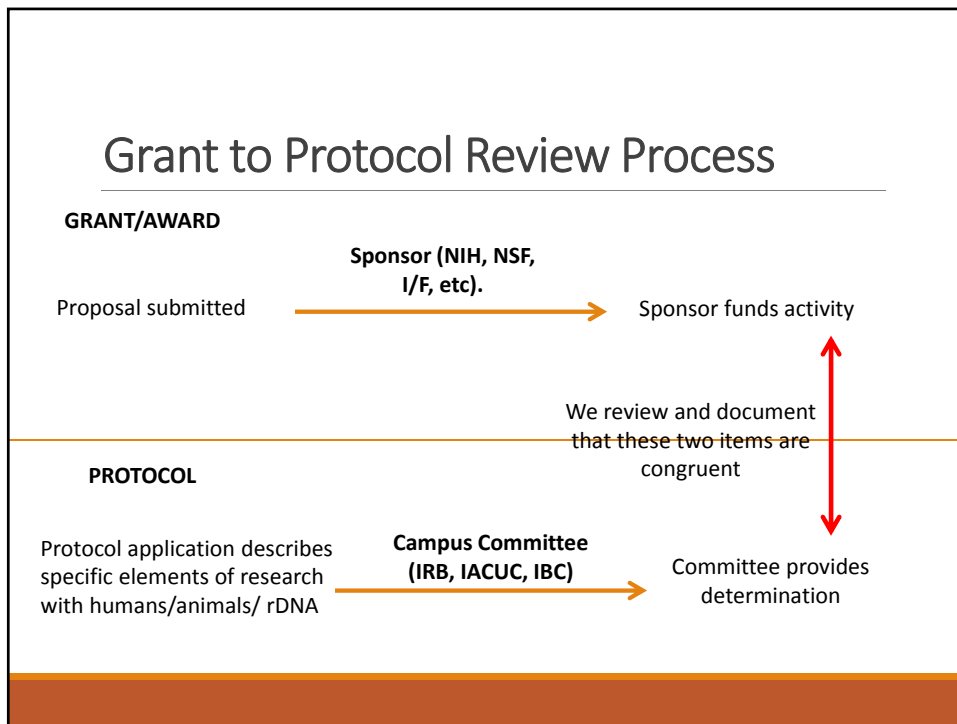 Grant to Protocol Review Process
GRANT/AWARD
Sponsor (NIH, NSF,
I/F, etc).
Proposal submitted
Sponsor funds activity
We review and document
that these two items are
congruent
PROTOCOL
Protocol application describes
specific elements of research
with humans/animals/ rDNA
Campus Committee
(IRB, IACUC, IBC)
Committee provides
determination